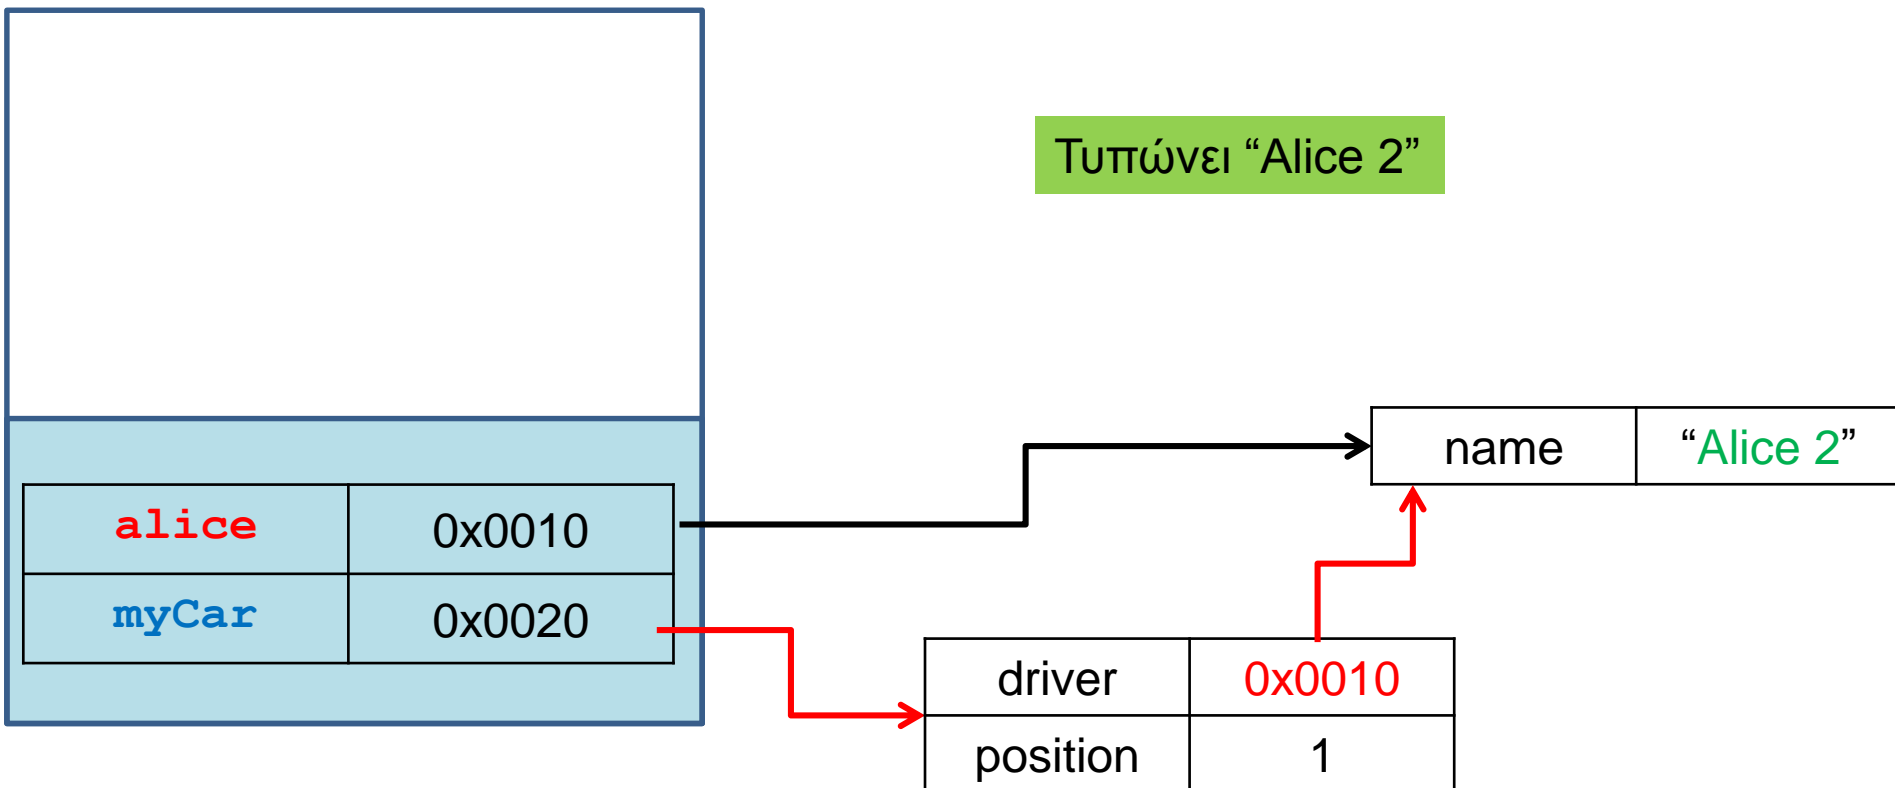 Τυπώνει “Alice 2”
name “Alice 2”
alice 0x0010
myCar 0x0020
driver 0x0010
position 1